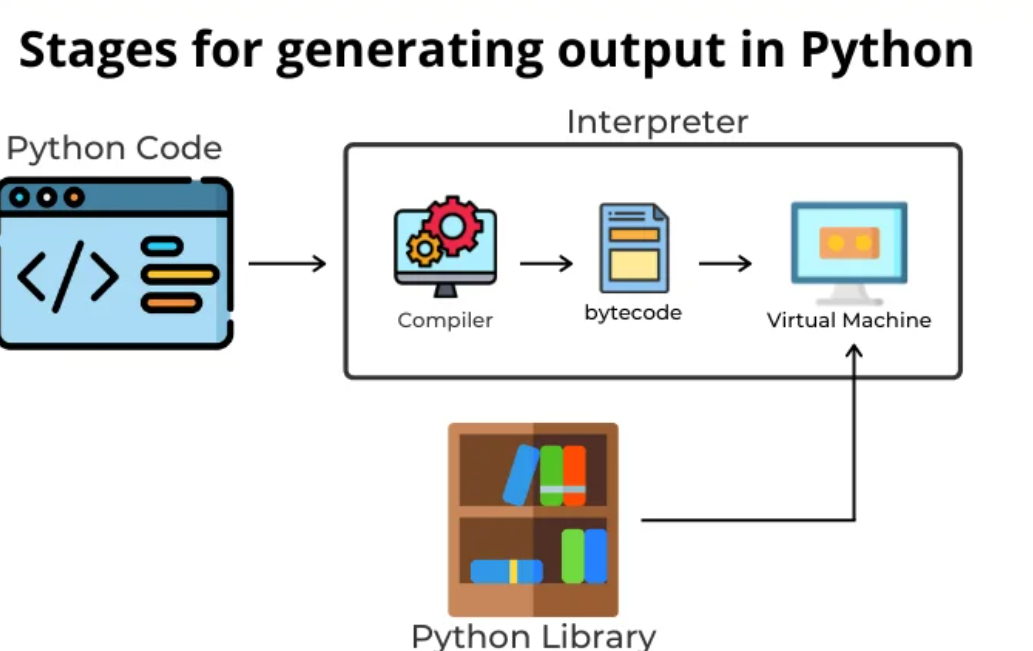 Stages for generating output in Python
Interpreter
Python Code
Compiler
bytecode
Virtual Machine
Python Library